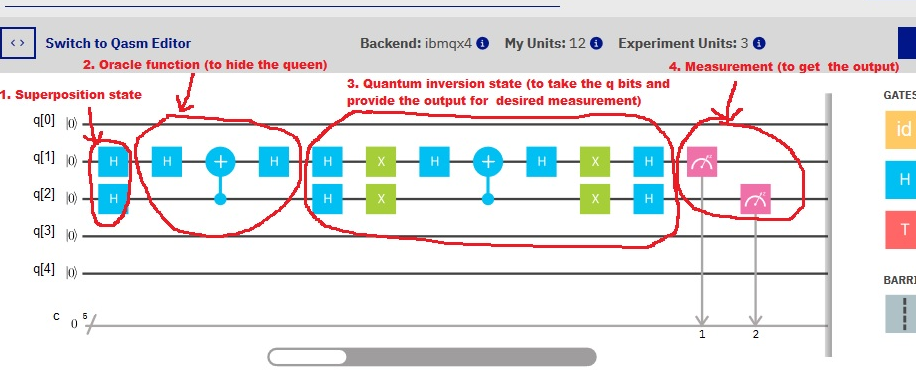 <> Switch to Qasm Editor Backend: ibmqx4 i My Units: 12 i Experiment Units: 3 i
2. Oracle function (to hide the queen)
4. Measurement (to get the output)
1. Superposition state
3. Quantum inversion state (to take the q bits and
provide the output for desired measurement)
GATES
q[0] |0⟩
id
q[1] |0⟩ H H + H H X H + H X H
q[2] |0⟩ H H X X H
H
q[3] |0⟩
T
q[4] |0⟩
BARRI
c 0 5
1 2